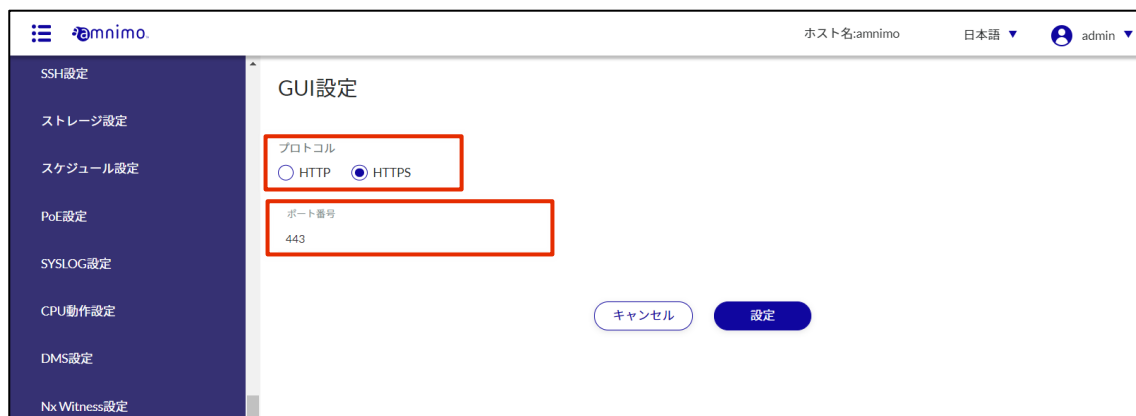 amnimo.
ホスト名:amnimo
日本語 ▼
admin ▼
SSH設定
ストレージ設定
スケジュール設定
PoE設定
SYSLOG設定
CPU動作設定
DMS設定
Nx Witness設定
GUI設定
プロトコル
HTTP HTTPS
ポート番号
443
キャンセル 設定